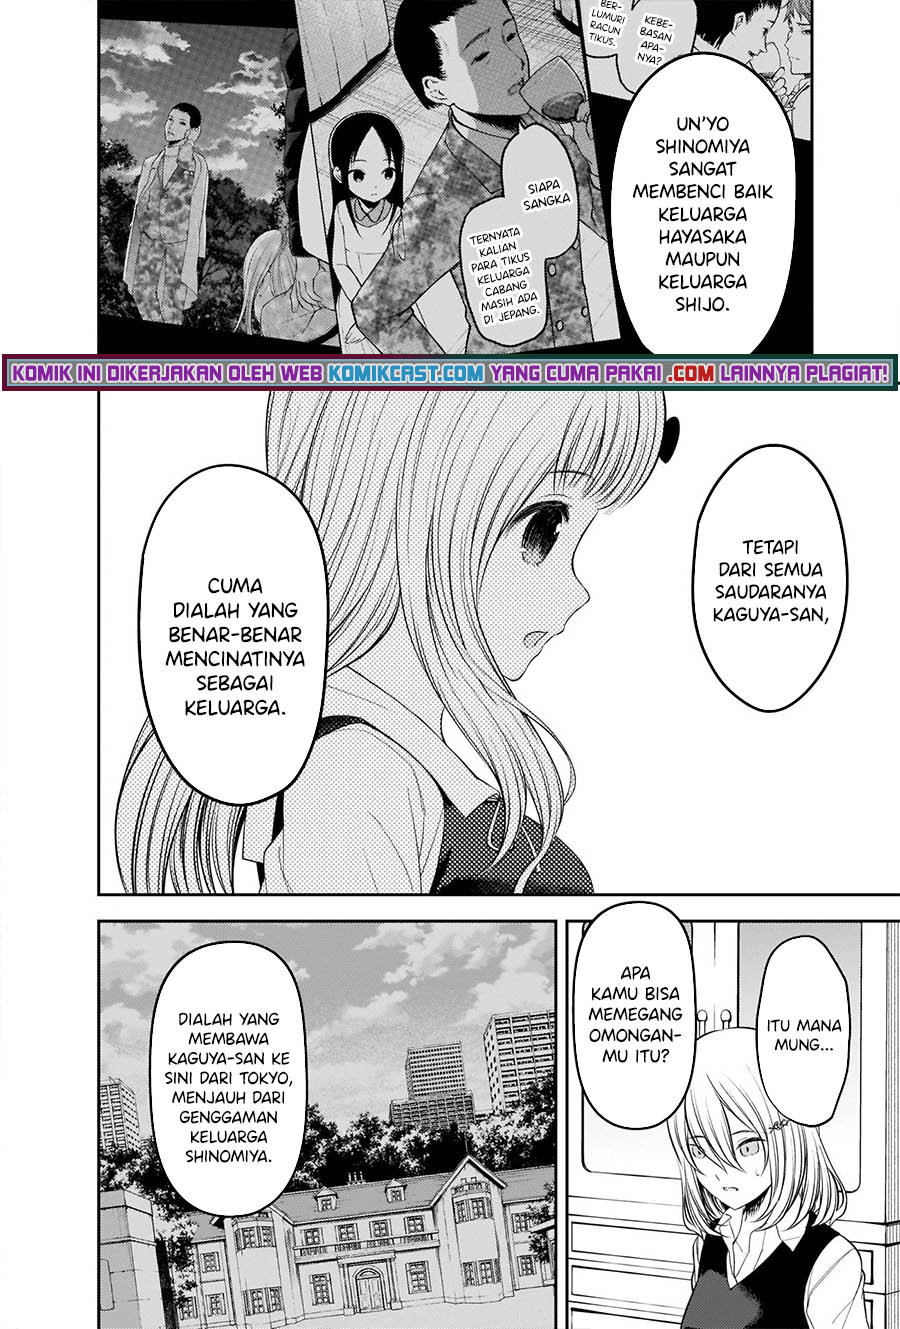 KEBE-
BASAN
APA-
NYA?
BER-
LUMURI
RACUN
TIKUS.
UN'YO
SHINOMIYA
SANGAT
MEMBENCI BAIK
KELUARGA
HAYASAKA
MAUPUN
KELUARGA
SHIJO.
SIAPA
SANGKA
TERNYATA
KALIAN
PARA TIKUS
KELUARGA
CABANG
MASIH ADA
DI JEPANG.
KOMIK INI DIKERJAKAN OLEH WEB KOMIKCAST.COM YANG CUMA PAKAI .COM LAINNYA PLAGIAT!
TETAPI
DARI SEMUA
SAUDARANYA
KAGUYA-SAN,
CUMA
DIALAH YANG
BENAR-BENAR
MENCINATINYA
SEBAGAI
KELUARGA.
ITU MANA
MUNG...
APA
KAMU BISA
MEMEGANG
OMONGAN-
MU ITU?
DIALAH YANG
MEMBAWA
KAGUYA-SAN KE
SINI DARI TOKYO,
MENJAUH DARI
GENGGAMAN
KELUARGA
SHINOMIYA.